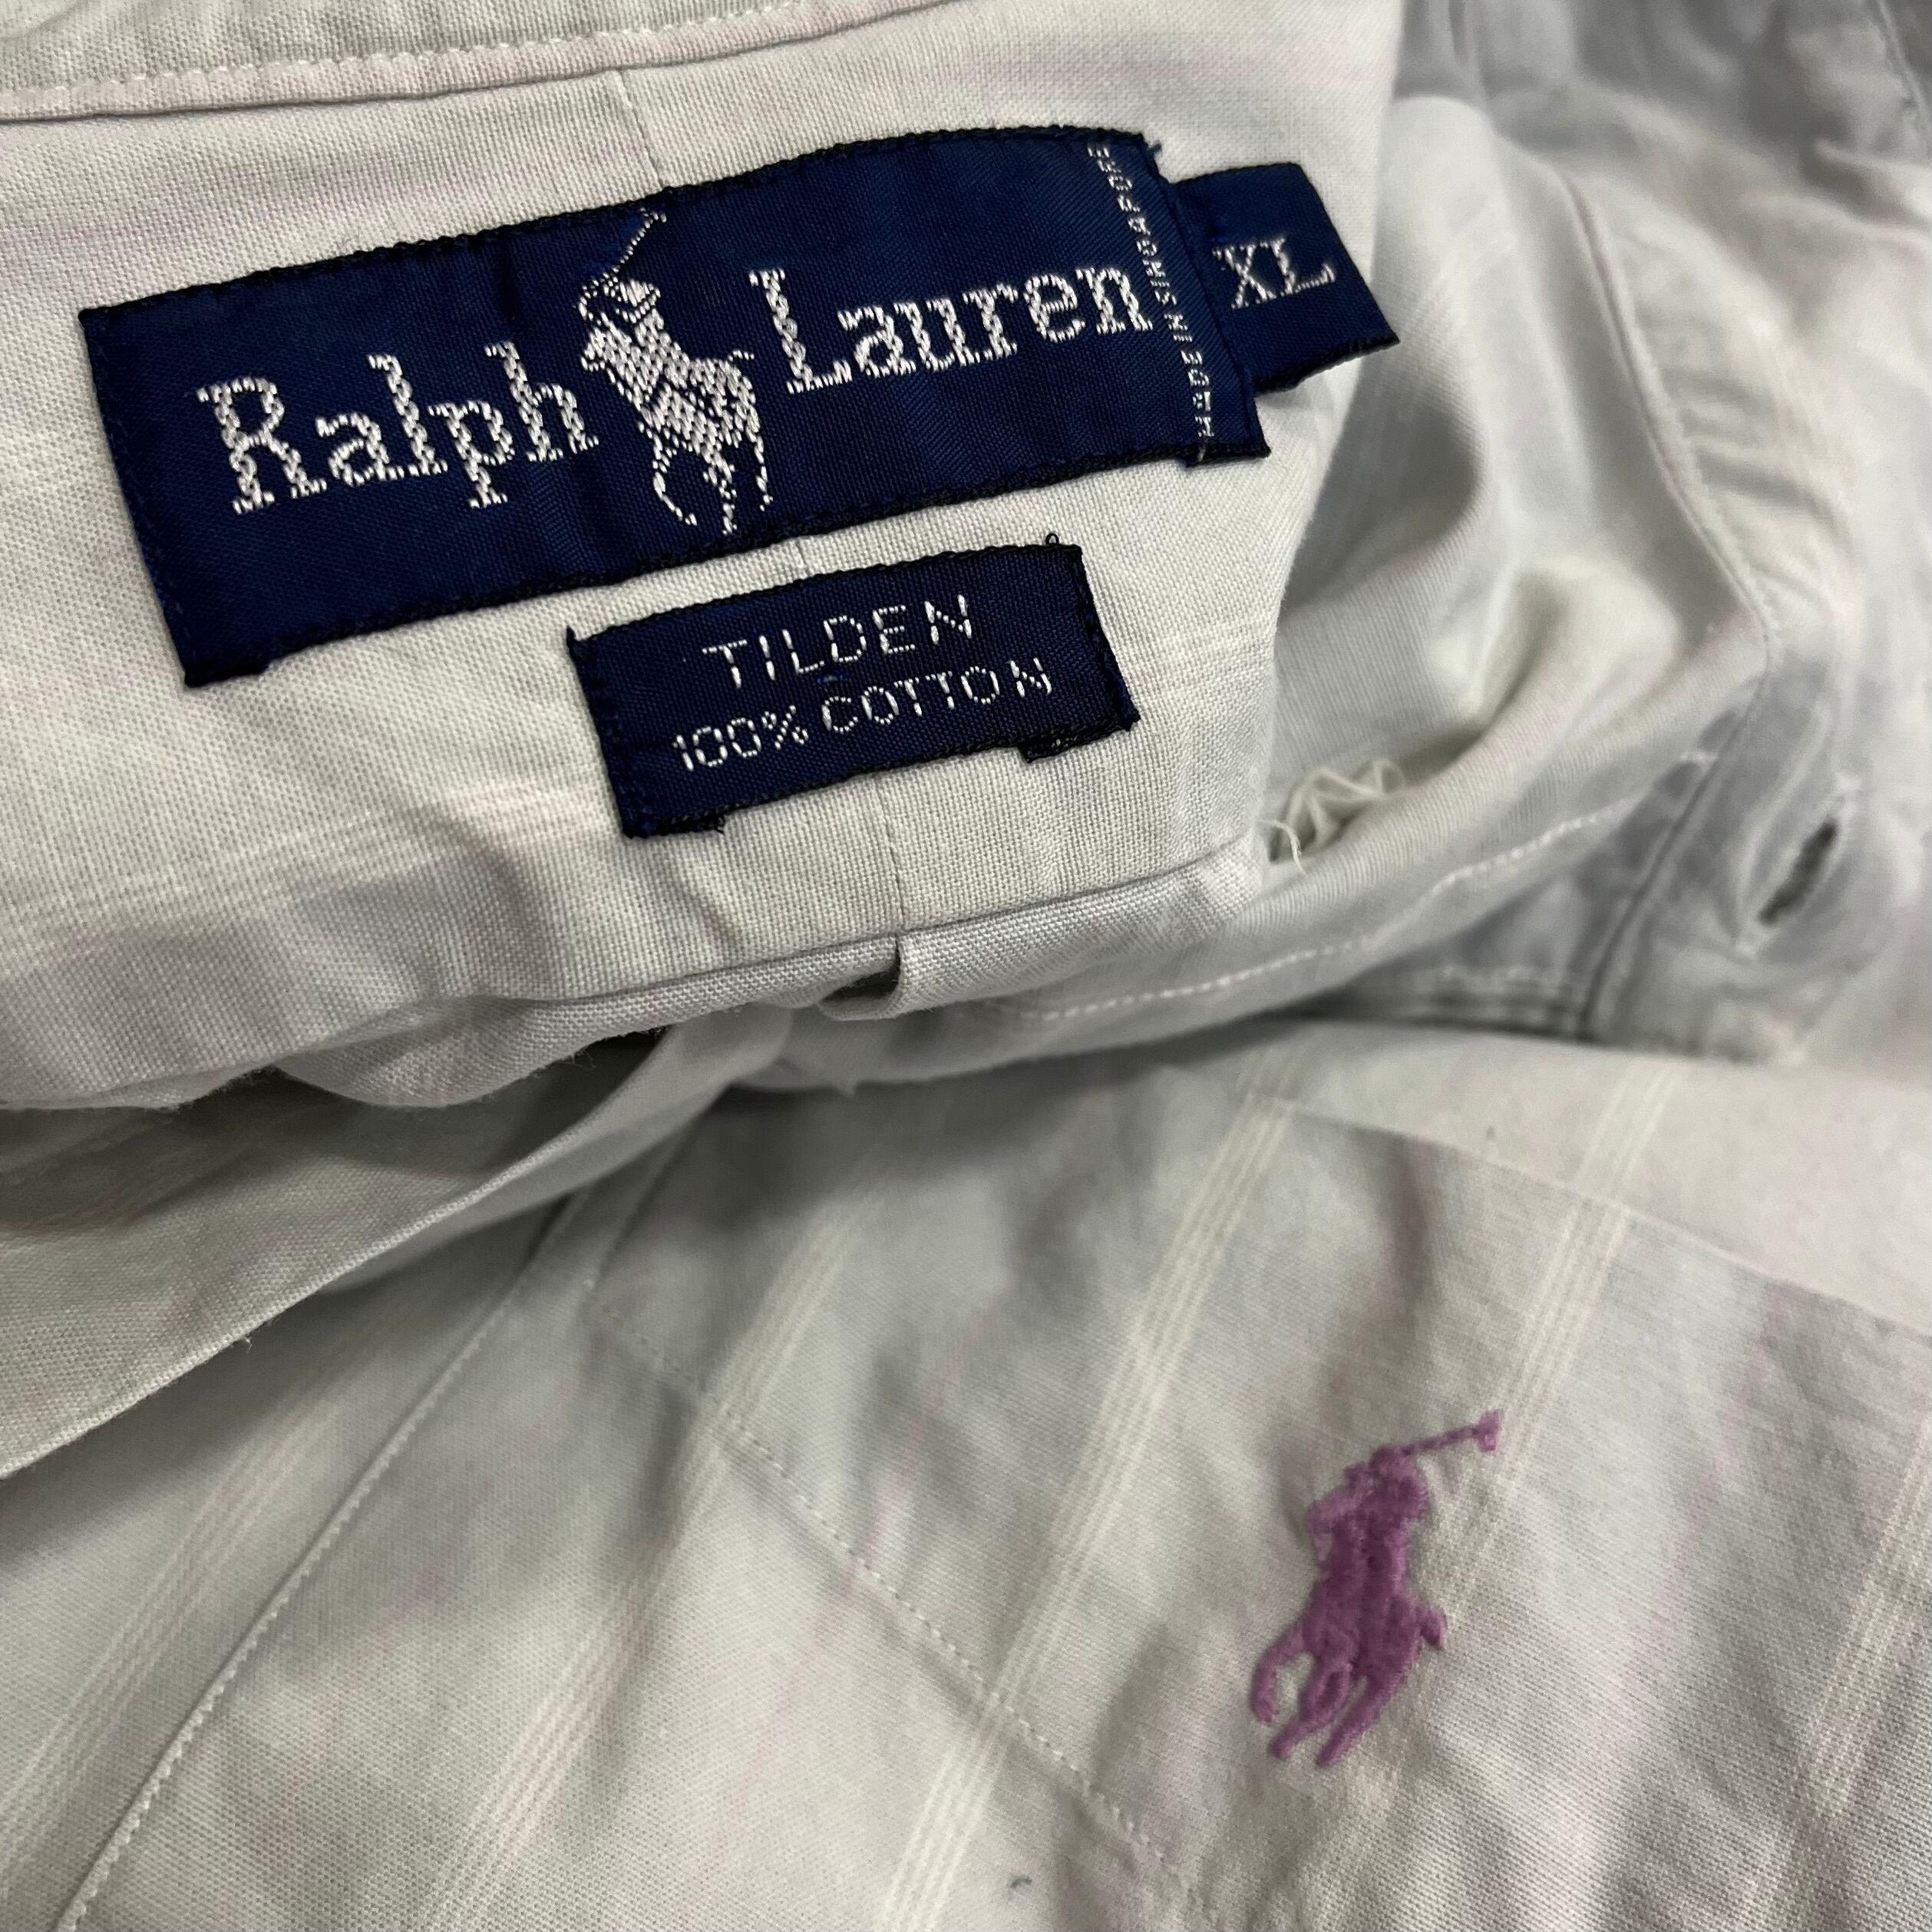 Ralph Lauren
MADE IN SINGAPORE
XL
TILDEN
100% COTTON